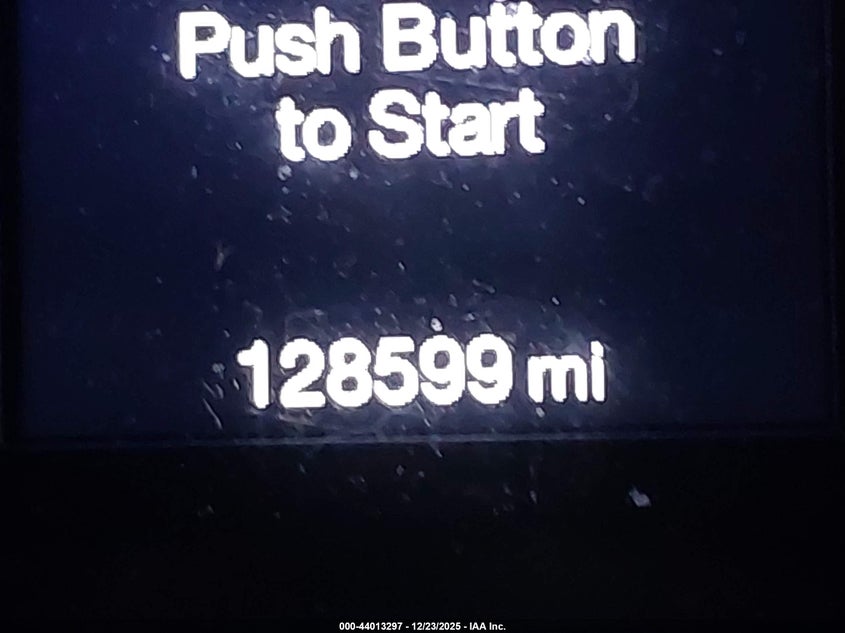 Push Button
to Start
128599 mi
000-44013297 - 12/23/2025 - IAA Inc.